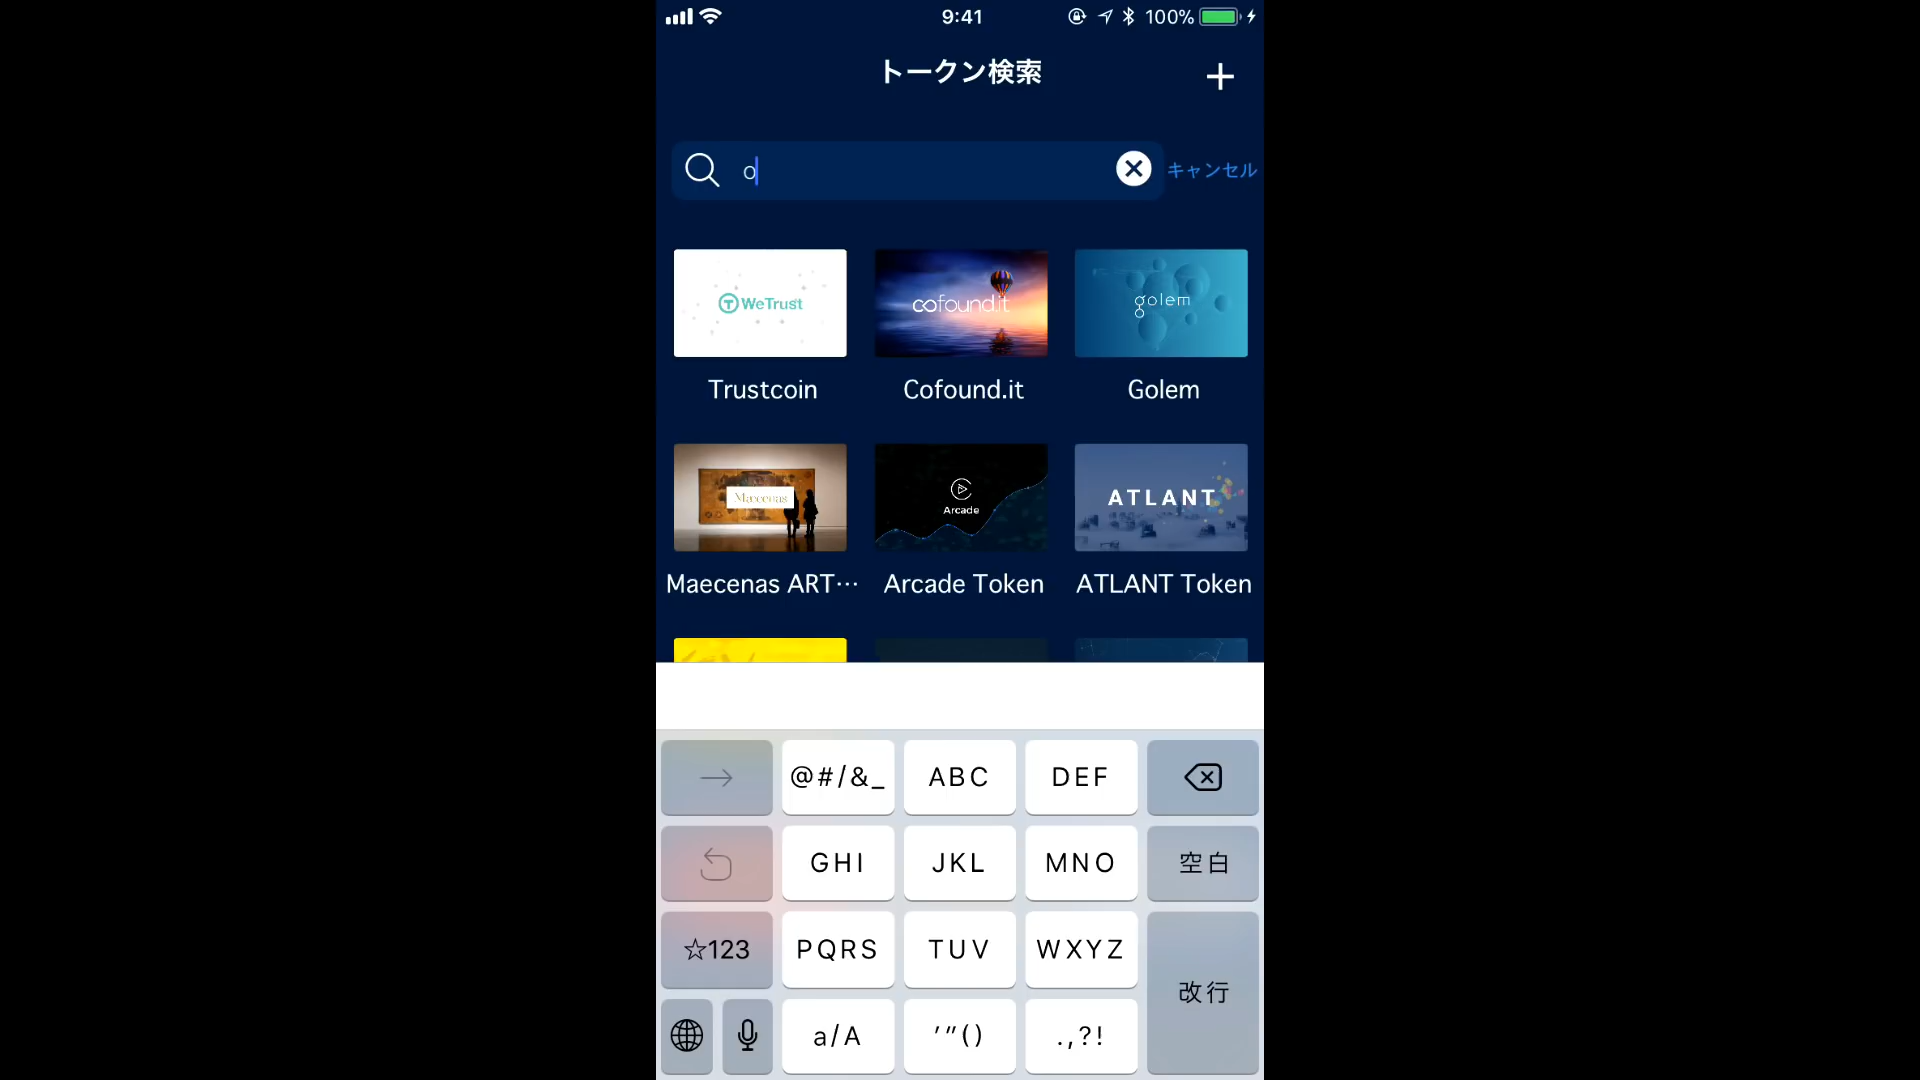 9:41
100%
トークン検索
o
キャンセル
WeTrust
cofound.it
golem
Trustcoin
Cofound.it
Golem
Maecenas
Arcade
ATLANT
Maecenas ART…
Arcade Token
ATLANT Token
@#/&_
ABC
DEF
GHI
JKL
MNO
空白
☆123
PQRS
TUV
WXYZ
改行
a/A
’”()
.,?!